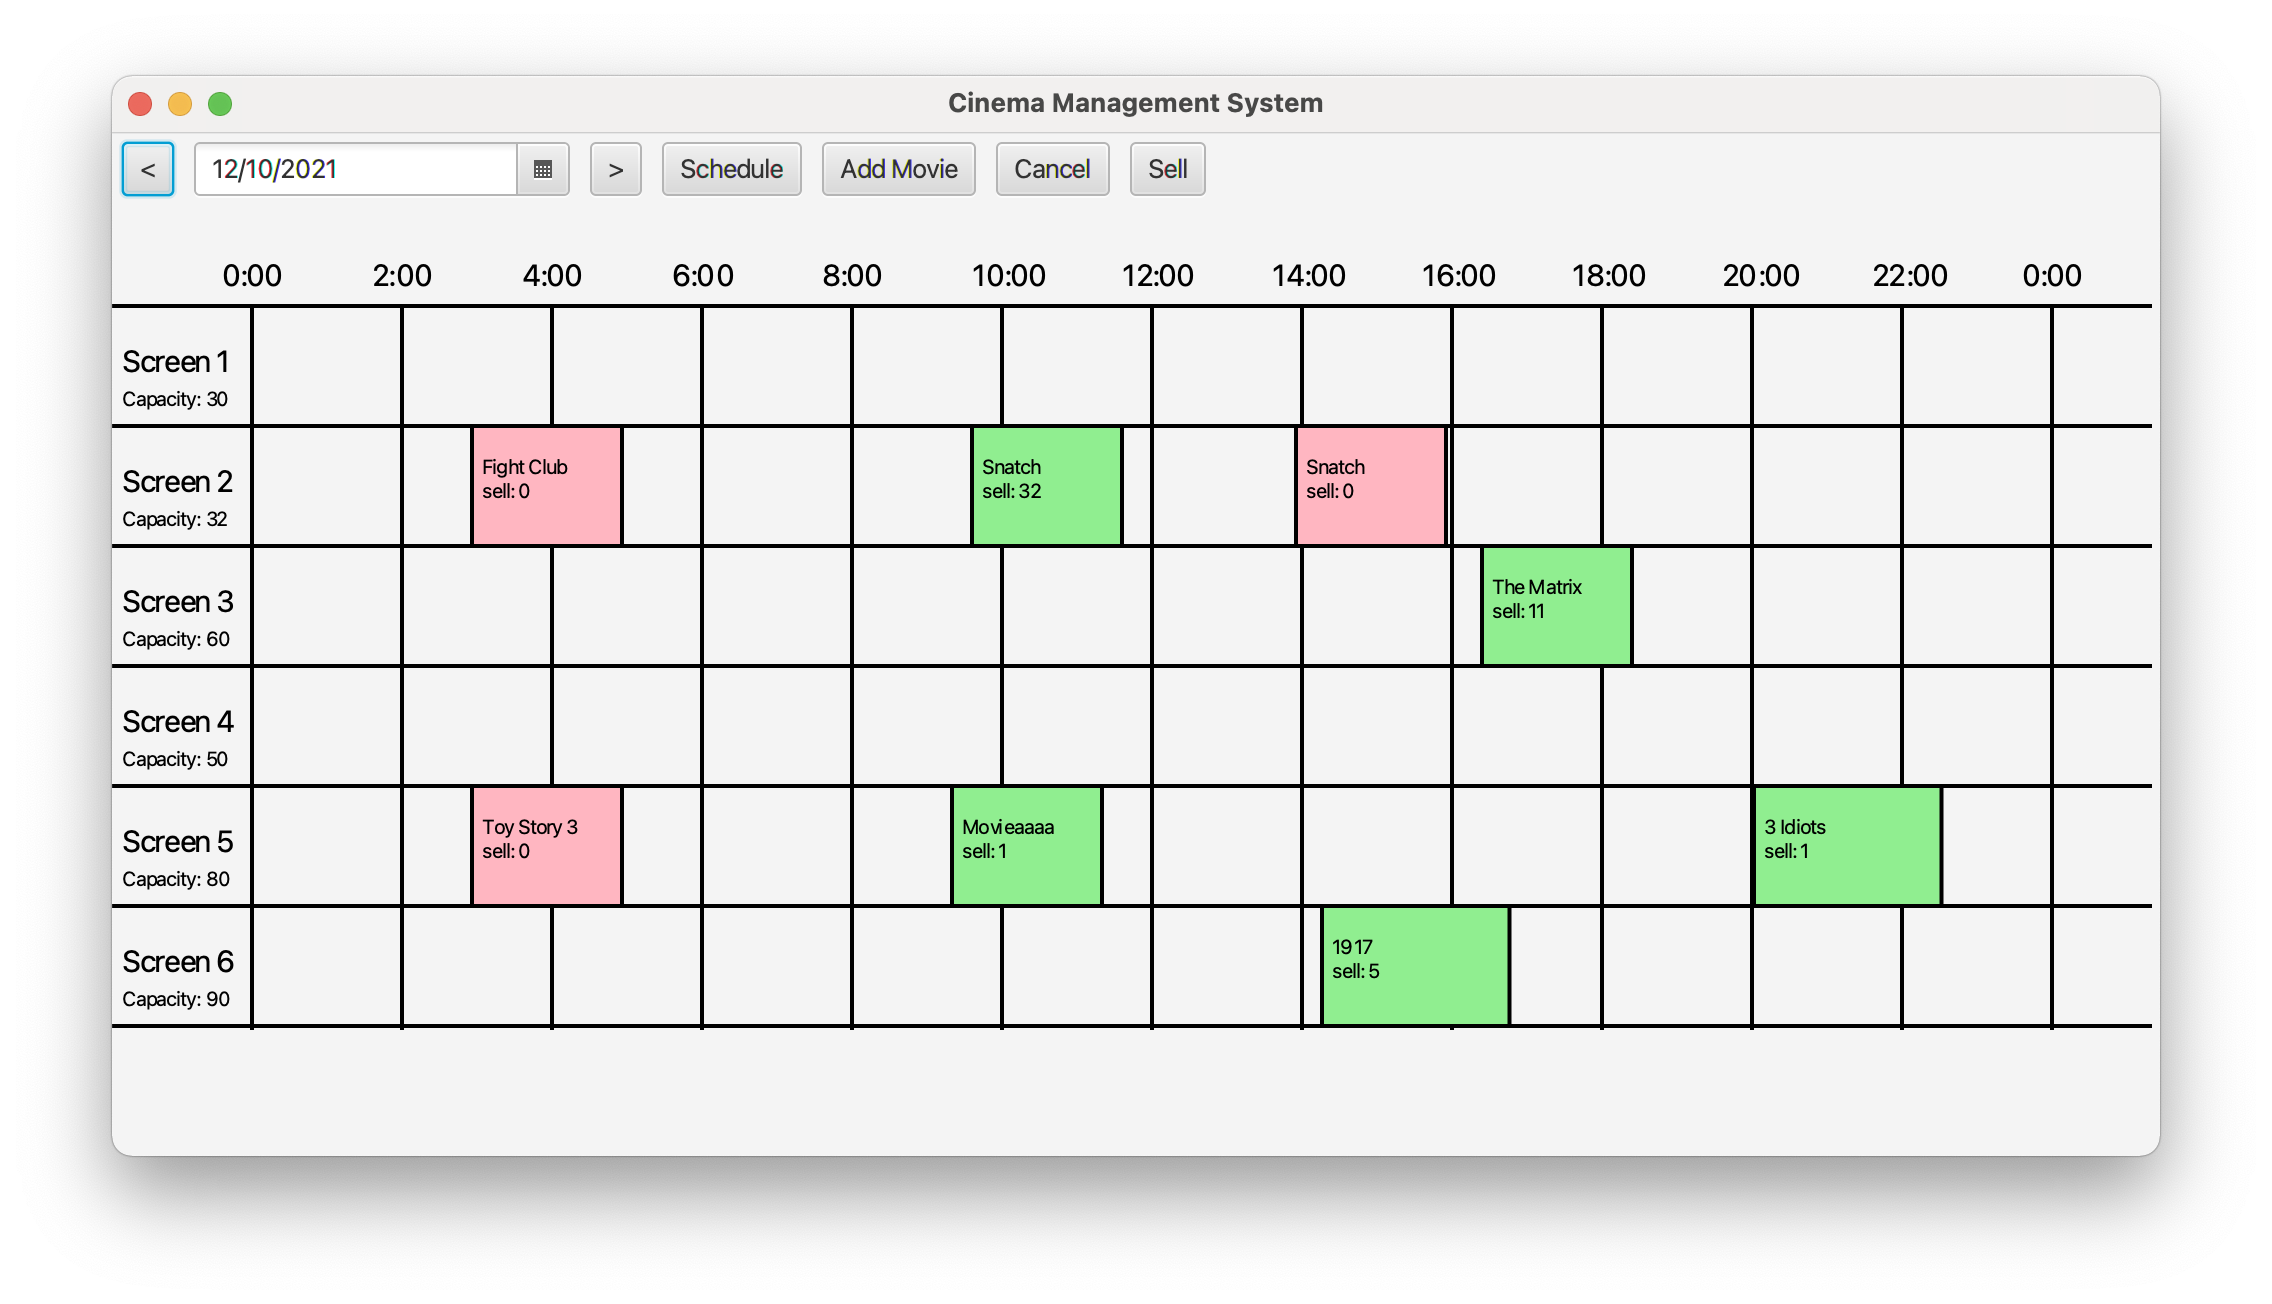 Cinema Management System
< 12/10/2021 > Schedule Add Movie Cancel Sell
0:00 2:00 4:00 6:00 8:00 10:00 12:00 14:00 16:00 18:00 20:00 22:00 0:00
Screen 1
Capacity: 30
Screen 2
Capacity: 32
Fight Club
sell: 0
Snatch
sell: 32
Snatch
sell: 0
Screen 3
Capacity: 60
The Matrix
sell: 11
Screen 4
Capacity: 50
Screen 5
Capacity: 80
Toy Story 3
sell: 0
Movieaaaa
sell: 1
3 Idiots
sell: 1
Screen 6
Capacity: 90
1917
sell: 5